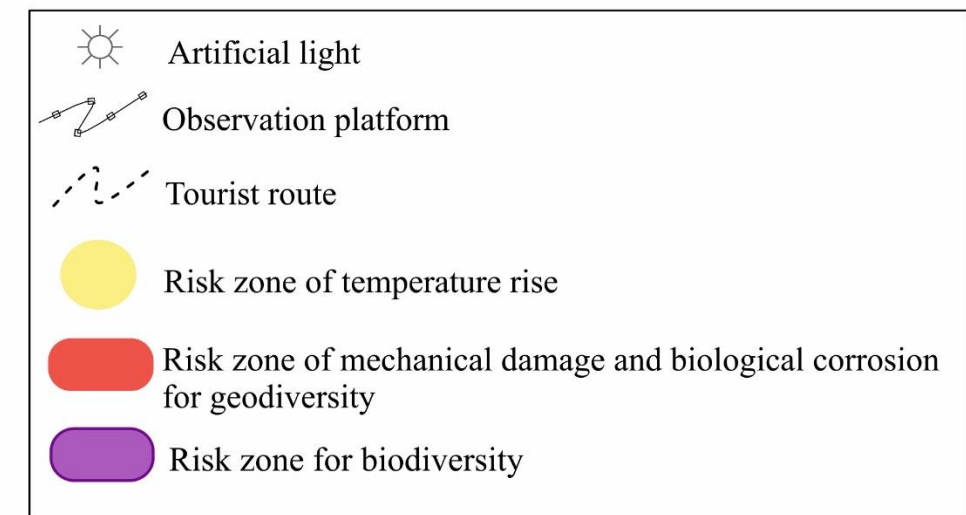 Artificial light
Observation platform
Tourist route
Risk zone of temperature rise
Risk zone of mechanical damage and biological corrosion
for geodiversity
Risk zone for biodiversity